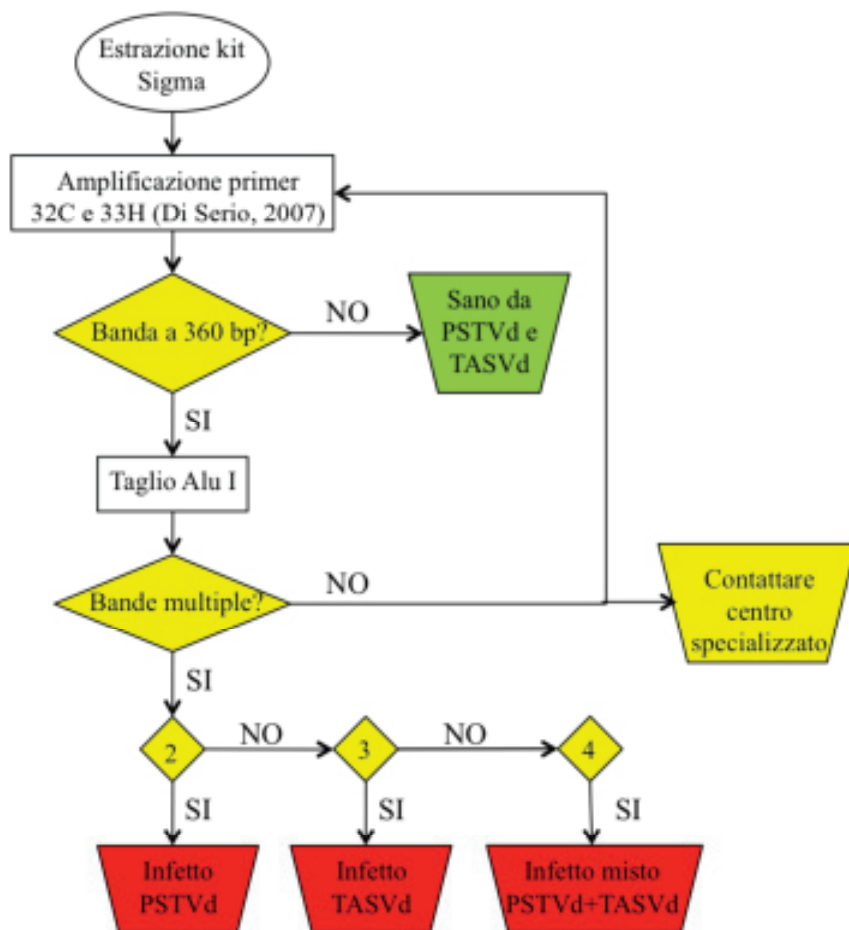 Estrazione kit
Sigma
Amplificazione primer
32C e 33H (Di Serio, 2007)
Banda a 360 bp?
NO
Sano da
PSTVd e
TASVd
SI
Taglio Alu I
Bande multiple?
NO
Contattare
centro
specializzato
SI
2
NO
3
NO
4
SI
SI
SI
Infetto
PSTVd
Infetto
TASVd
Infetto misto
PSTVd+TASVd